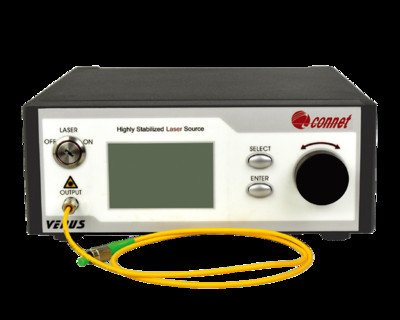 Highly Stabilized Laser Source
connet
LASER
OFF ON
SELECT
ENTER
OUTPUT
VENUS